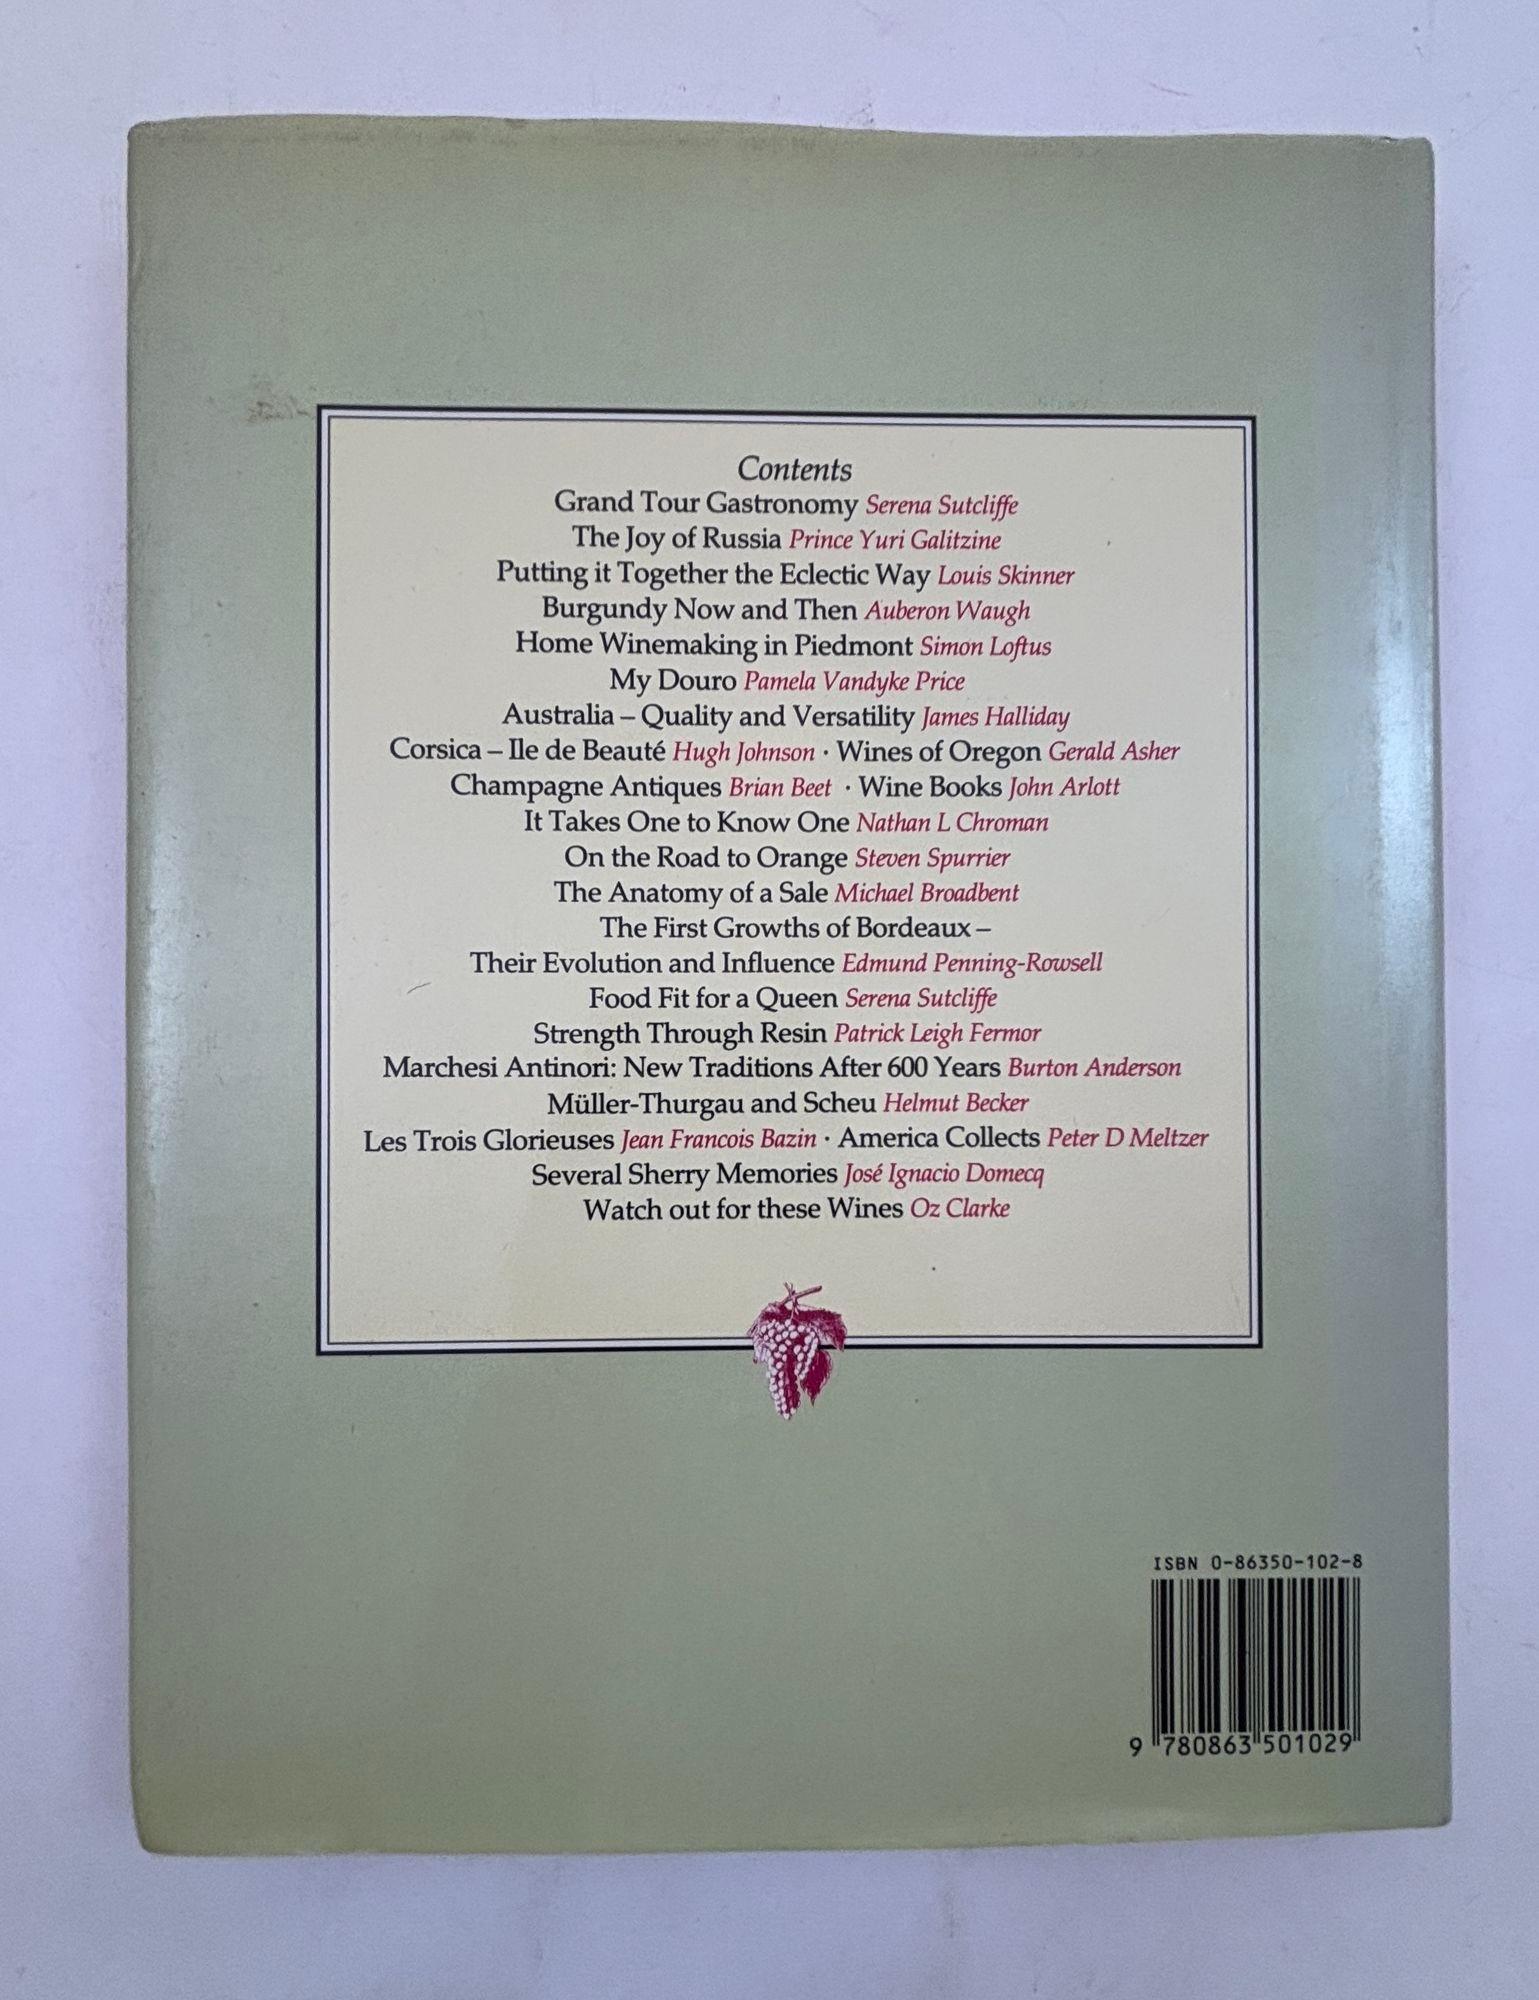 Contents
Grand Tour Gastronomy Serena Sutcliffe
The Joy of Russia Prince Yuri Galitzine
Putting it Together the Eclectic Way Louis Skinner
Burgundy Now and Then Auberon Waugh
Home Winemaking in Piedmont Simon Loftus
My Douro Pamela Vandyke Price
Australia – Quality and Versatility James Halliday
Corsica – Ile de Beauté Hugh Johnson · Wines of Oregon Gerald Asher
Champagne Antiques Brian Beet · Wine Books John Arlott
It Takes One to Know One Nathan L Chroman
On the Road to Orange Steven Spurrier
The Anatomy of a Sale Michael Broadbent
The First Growths of Bordeaux –
Their Evolution and Influence Edmund Penning-Rowsell
Food Fit for a Queen Serena Sutcliffe
Strength Through Resin Patrick Leigh Fermor
Marchesi Antinori: New Traditions After 600 Years Burton Anderson
Müller-Thurgau and Scheu Helmut Becker
Les Trois Glorieuses Jean Francois Bazin · America Collects Peter D Meltzer
Several Sherry Memories José Ignacio Domecq
Watch out for these Wines Oz Clarke
ISBN 0-86350-102-8
9 780863 501029